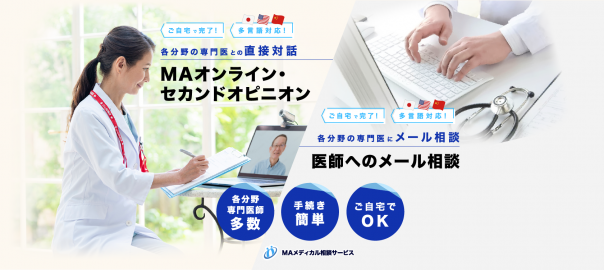 ご自宅で完了!
多言語対応!
各分野の専門医との直接対話
MAオンライン・
セカンドオピニオン
ご自宅で完了!
多言語対応!
各分野の専門医にメール相談
医師へのメール相談
各分野
専門医師
多数
手続き
簡単
ご自宅で
OK
MAメディカル相談サービス